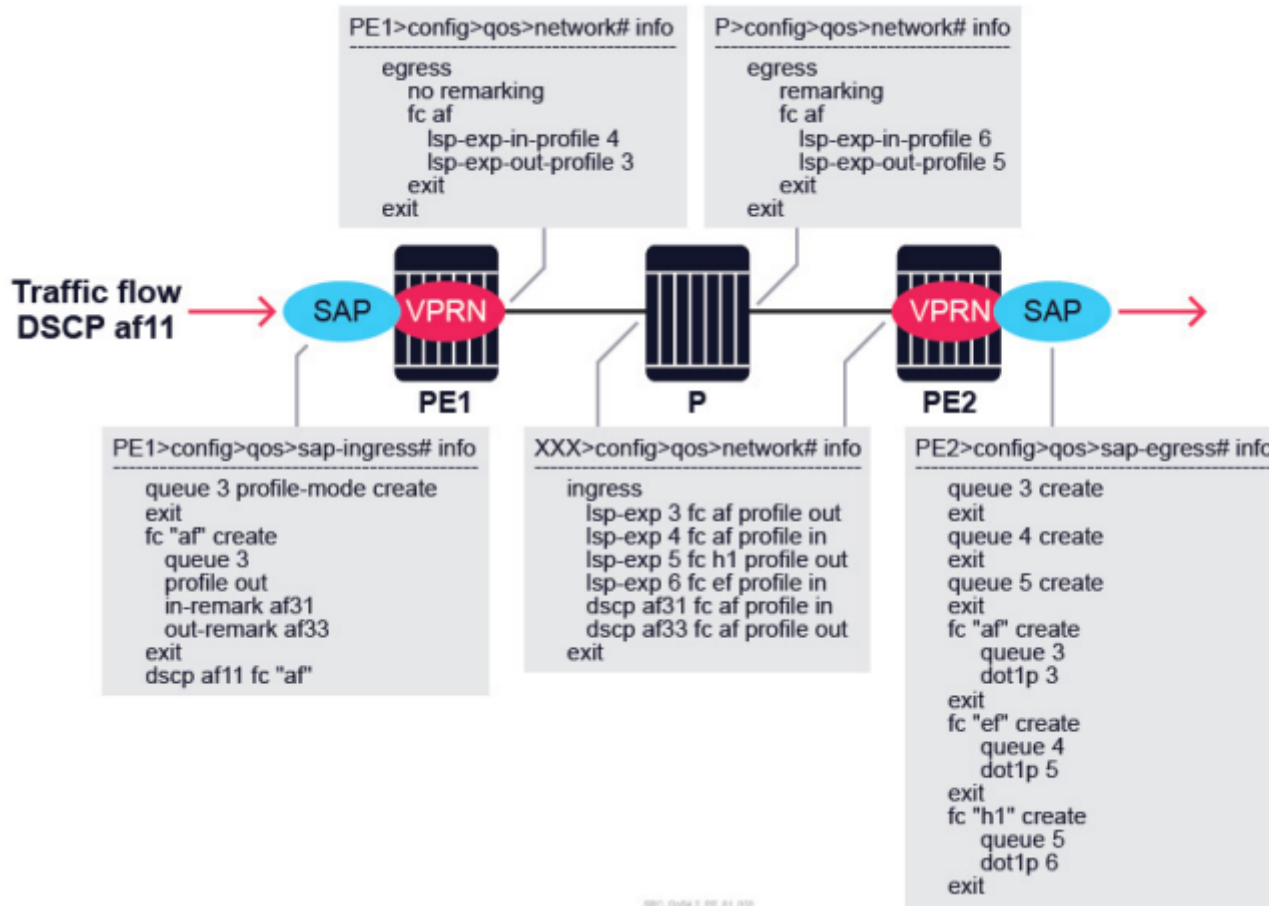 PE1>config>qos>network# info
--------------------------------------------
egress
no remarking
fc af
lsp-exp-in-profile 4
lsp-exp-out-profile 3
exit
exit
P>config>qos>network# info
--------------------------------------------
egress
remarking
fc af
lsp-exp-in-profile 6
lsp-exp-out-profile 5
exit
exit
Traffic flow
DSCP af11
SAP
VPRN
VPRN
SAP
PE1
P
PE2
PE1>config>qos>sap-ingress# info
--------------------------------------------
queue 3 profile-mode create
exit
fc "af" create
queue 3
profile out
in-remark af31
out-remark af33
exit
dscp af11 fc "af"
XXX>config>qos>network# info
--------------------------------------------
ingress
lsp-exp 3 fc af profile out
lsp-exp 4 fc af profile in
lsp-exp 5 fc h1 profile out
lsp-exp 6 fc ef profile in
dscp af31 fc af profile in
dscp af33 fc af profile out
exit
PE2>config>qos>sap-egress# info
--------------------------------------------
queue 3 create
exit
queue 4 create
exit
queue 5 create
exit
fc "af" create
queue 3
dot1p 3
exit
fc "ef" create
queue 4
dot1p 5
exit
fc "h1" create
queue 5
dot1p 6
exit